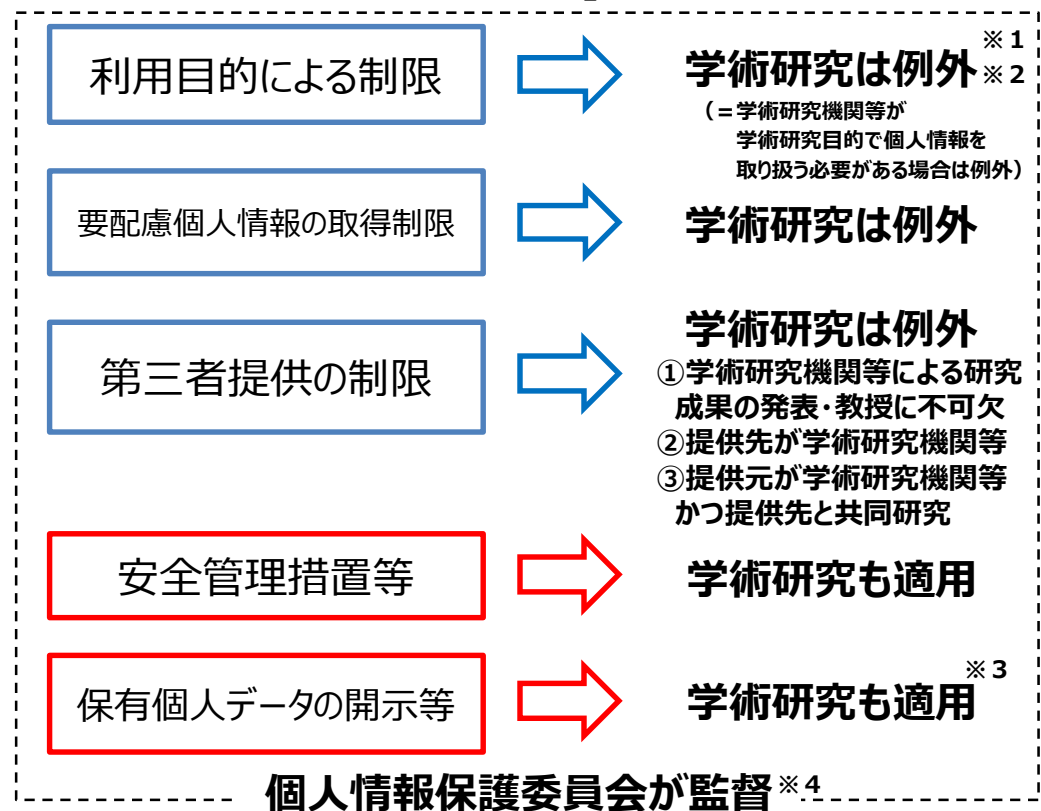 利用目的による制限
学術研究は例外※1
※2
(=学術研究機関等が
学術研究目的で個人情報を
取り扱う必要がある場合は例外)
要配慮個人情報の取得制限
学術研究は例外
第三者提供の制限
学術研究は例外
①学術研究機関等による研究
成果の発表・教授に不可欠
②提供先が学術研究機関等
③提供元が学術研究機関等
かつ提供先と共同研究
安全管理措置等
学術研究も適用
保有個人データの開示等
学術研究も適用※3
個人情報保護委員会が監督※4